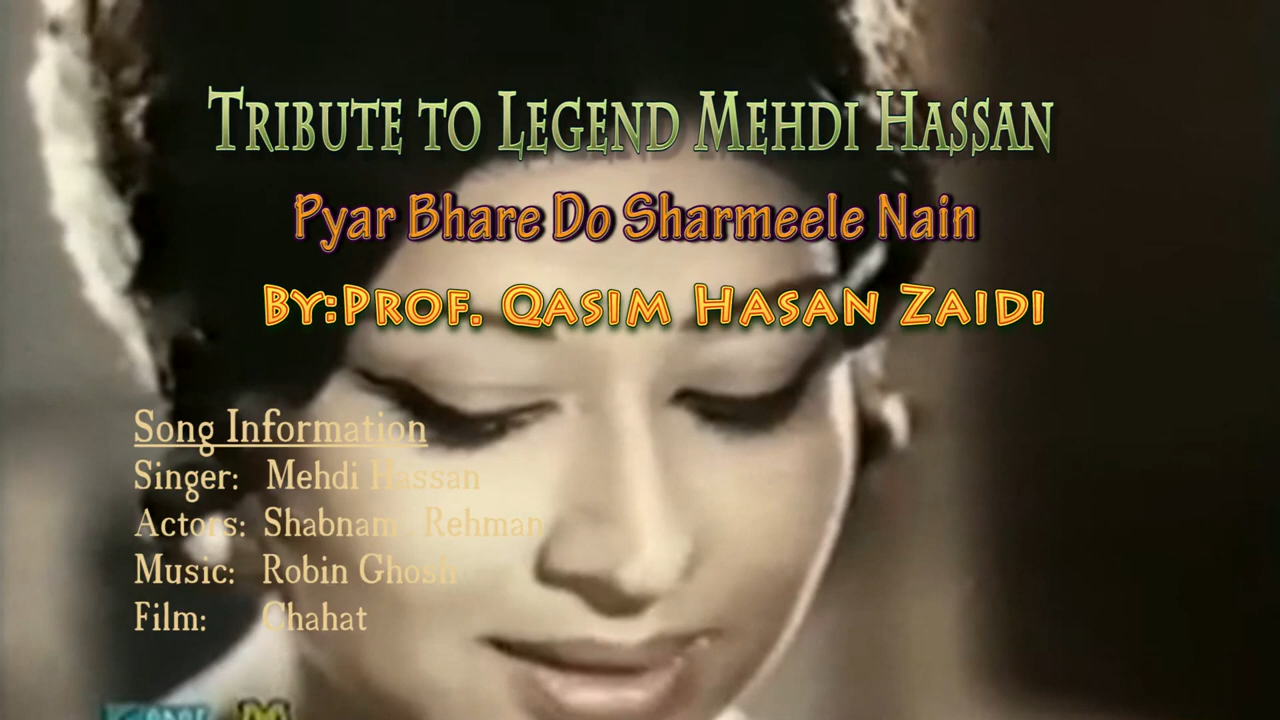 TRIBUTE TO LEGEND MEHDI HASSAN
Pyar Bhare Do Sharmeele Nain
BY:PROF. QASIM HASAN ZAIDI
Song Information
Singer: Mehdi Hassan
Actors: Shabnam , Rehman
Music: Robin Ghosh
Film: Chahat